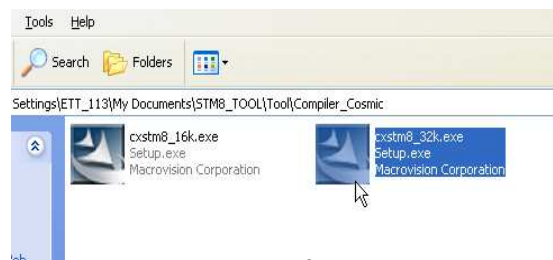 Tools Help
Search Folders
Settings\ETT_113\My Documents\STM8_TOOL\Tool\Compiler_Cosmic
cxstm8_16k.exe
Setup.exe
Macrovision Corporation
cxstm8_32k.exe
Setup.exe
Macrovision Corporation